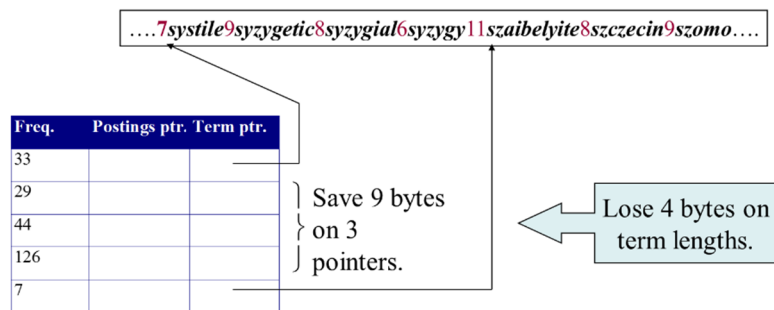 ….7systile9syzygetic8syzygial6syzygy11szaibelyite8szczecin9szomo….
Freq. Postings ptr. Term ptr.
33
29
44
126
7
Save 9 bytes
on 3
pointers.
Lose 4 bytes on
term lengths.